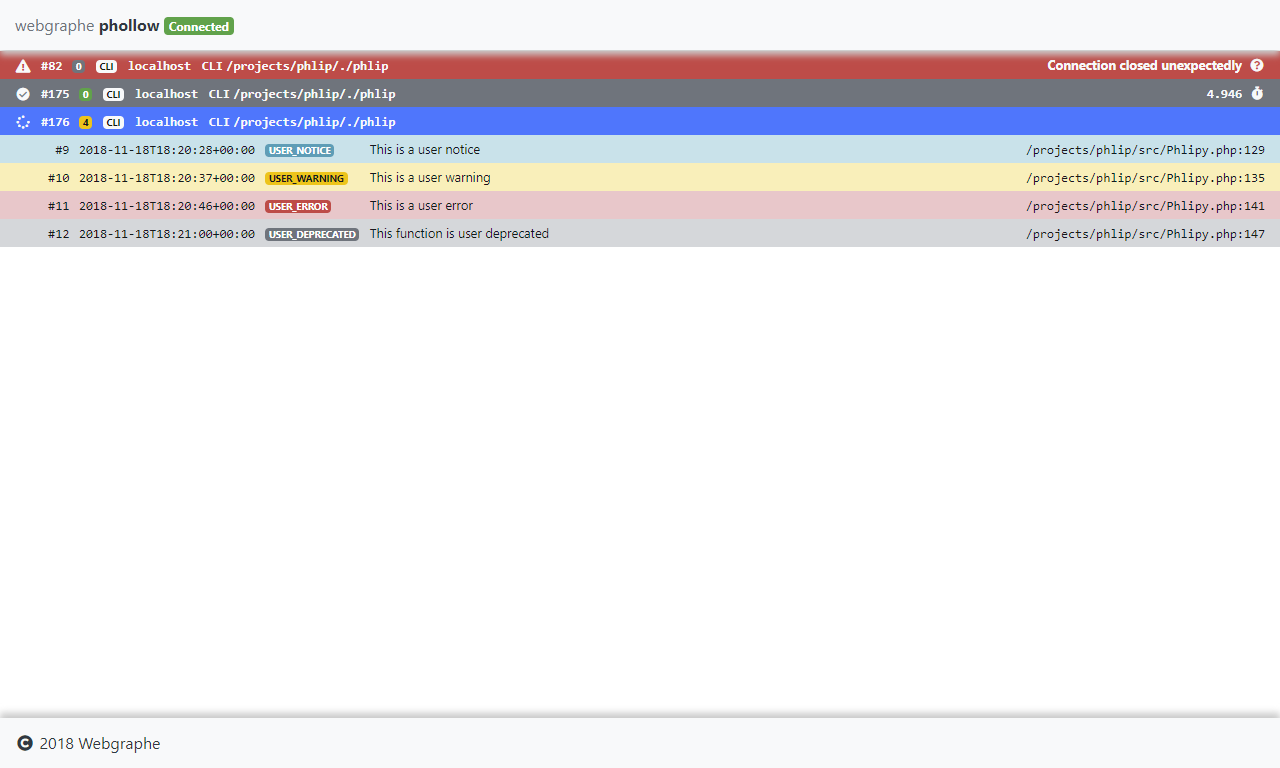 webgraphe phollow Connected
#82 0 CLI localhost CLI /projects/phlip/./phlip Connection closed unexpectedly
#175 0 CLI localhost CLI /projects/phlip/./phlip 4.946
#176 4 CLI localhost CLI /projects/phlip/./phlip
#9 2018-11-18T18:20:28+00:00 USER_NOTICE This is a user notice /projects/phlip/src/Phlipy.php:129
#10 2018-11-18T18:20:37+00:00 USER_WARNING This is a user warning /projects/phlip/src/Phlipy.php:135
#11 2018-11-18T18:20:46+00:00 USER_ERROR This is a user error /projects/phlip/src/Phlipy.php:141
#12 2018-11-18T18:21:00+00:00 USER_DEPRECATED This function is user deprecated /projects/phlip/src/Phlipy.php:147
© 2018 Webgraphe